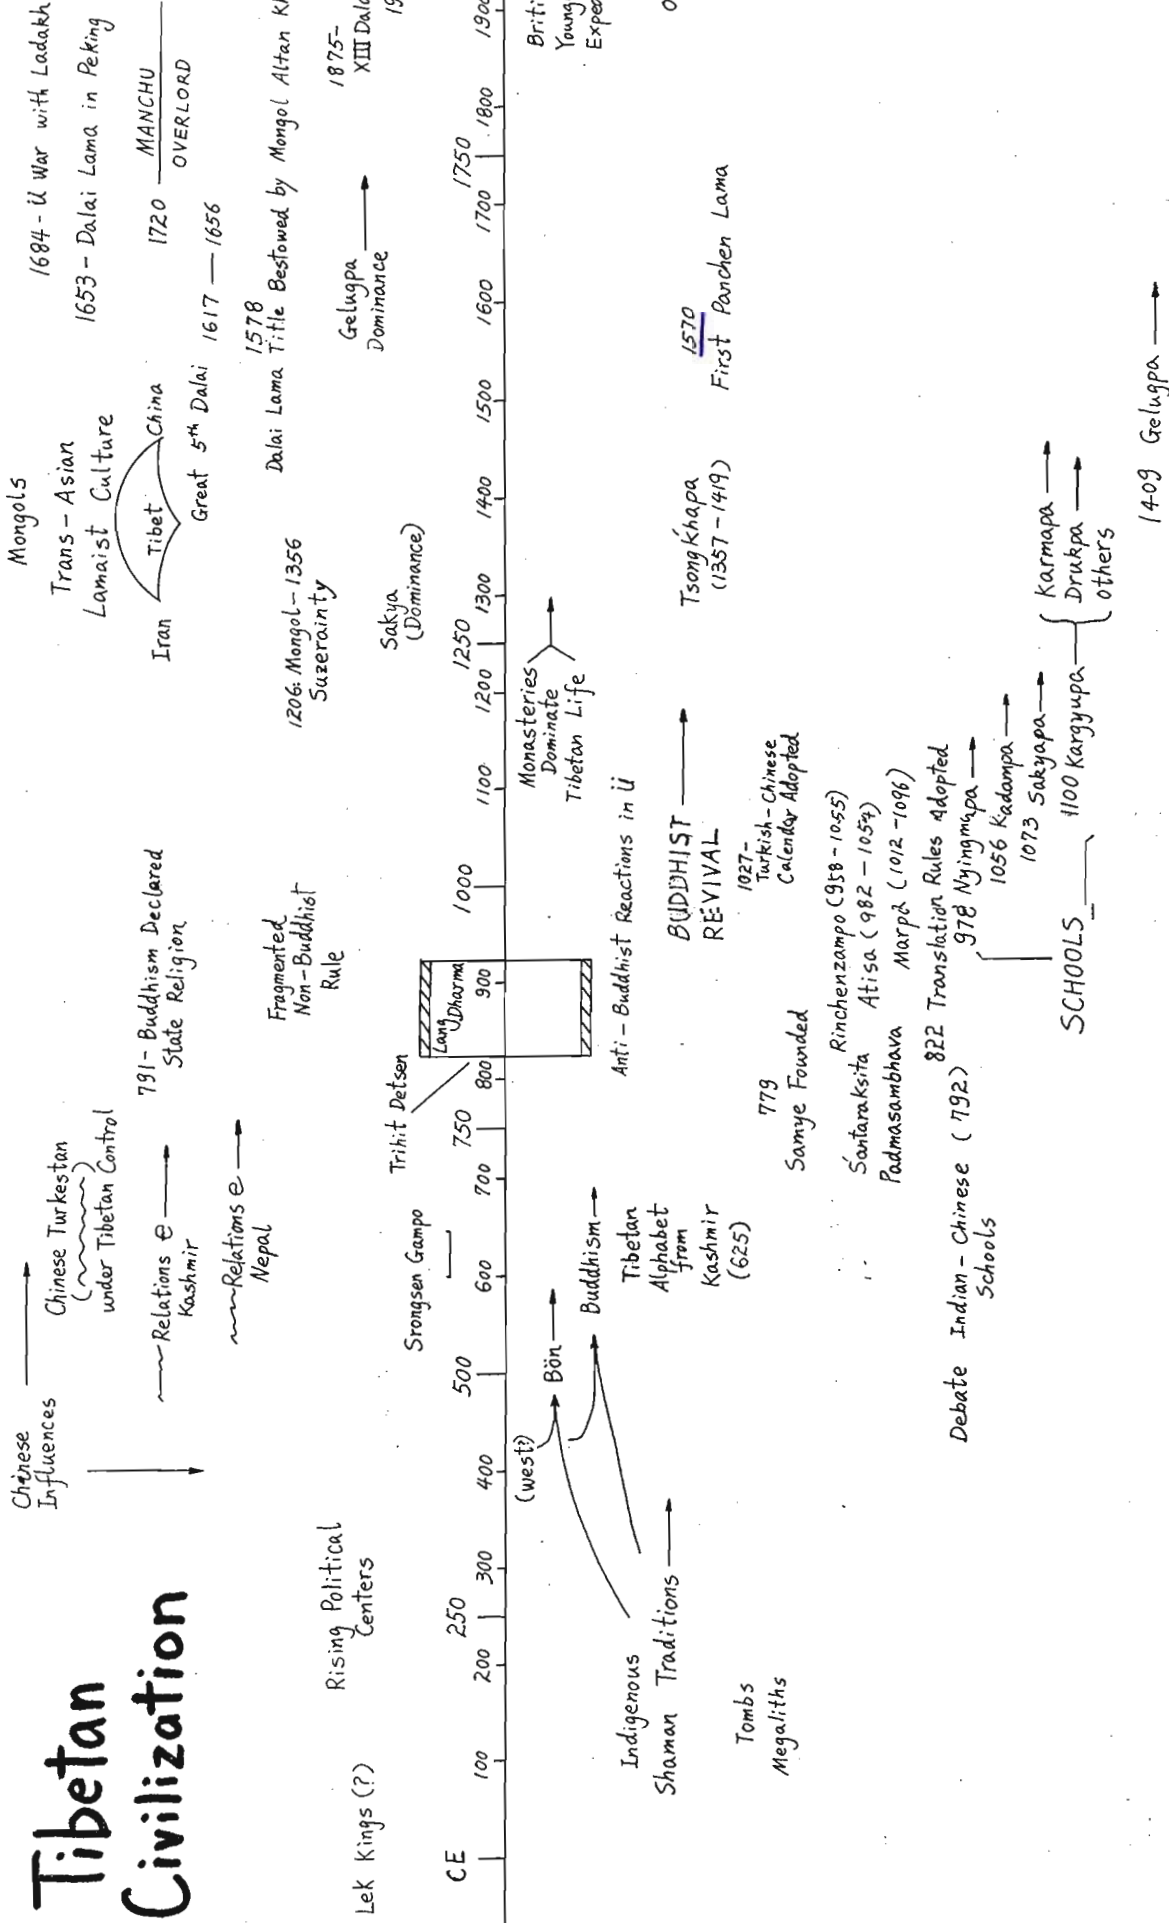 Tibetan
Civilization
Chinese
Influences
Chinese Turkestan
under Tibetan Control
Relations
Kashmir
Relations
Nepal
791 - Buddhism Declared
State Religion
Fragmented
Non-Buddhist
Rule
Mongols
Trans-Asian
Lamaist Culture
Iran
Tibet
China
1684 - Ü War with Ladakh
1653 - Dalai Lama in Peking
1720 MANCHU
OVERLORD
Great 5th Dalai 1617 — 1656
1578
Dalai Lama Title Bestowed by Mongol Altan
1206: Mongol - 1356
Suzerainty
1875 -
XIII
Gelugpa
Dominance
Sakya
(Dominance)
Lek Kings (?)
Rising Political
Centers
Srongsen Gampo
Trihit Detsen
Lang
Dharma
CE 100 200 250 300 400 500 600 700 750 800 900 1000 1100 1200 1250 1300 1400 1500 1600 1700 1750 1800 1900
(west?)
Bön
Buddhism
Indigenous
Shaman Traditions
Tombs
Megaliths
Tibetan
Alphabet
from
Kashmir
(625)
Anti-Buddhist Reactions in Ü
Monasteries
Dominate
Tibetan Life
BUDDHIST
REVIVAL
1027 -
Turkish-Chinese
Calendar Adopted
779
Samye Founded
Śantaraksita
Padmasambhava
Rinchenzampo (958 - 1055)
Atisa (982 - 1054)
Marpa (1012 - 1096)
822 Translation Rules Adopted
Debate Indian-Chinese (792)
Schools
SCHOOLS
978 Nyingmapa
1056 Kadampa
1073 Sakyapa
1100 Kargyupa
Karmapa
Drukpa
Others
1409 Gelugpa
Tsongkhapa
(1357 - 1419)
1570
First Panchen Lama